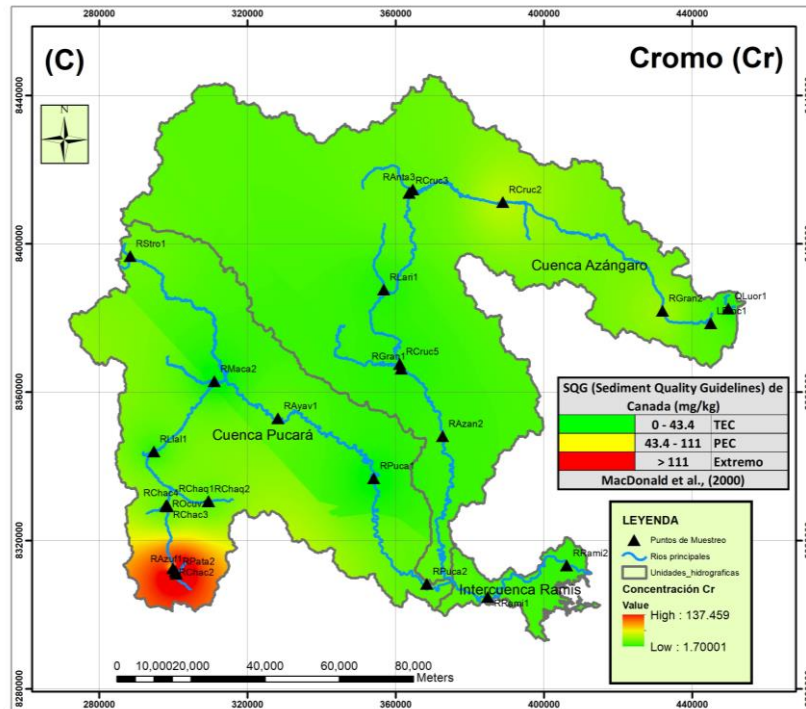 280000 320000 360000 400000 440000
(C)
Cromo (Cr)
N
8440000
8400000
8360000
8320000
8280000
RAnta3
RCruc3
RCruc2
RStro1
Cuenca Azángaro
RLari1
RGran2
RMaca2
RGran1
RCruc5
RAyav1
Cuenca Pucará
RAzan2
RLlal1
RPuca1
RChaq1
RChaq2
RChac3
RPata2
RChac2
RPuca2
RRami2
Intercuenca Ramis
RRami1
SQG (Sediment Quality Guidelines) de
Canada (mg/kg)
0 - 43.4 TEC
43.4 - 111 PEC
> 111 Extremo
MacDonald et al., (2000)
LEYENDA
Puntos de Muestreo
Rios principales
Unidades_hidrograficas
Concentración Cr
Value
High : 137.459
Low : 1.70001
0 10,000 20,000 40,000 60,000 80,000
Meters
280000 320000 360000 400000 440000